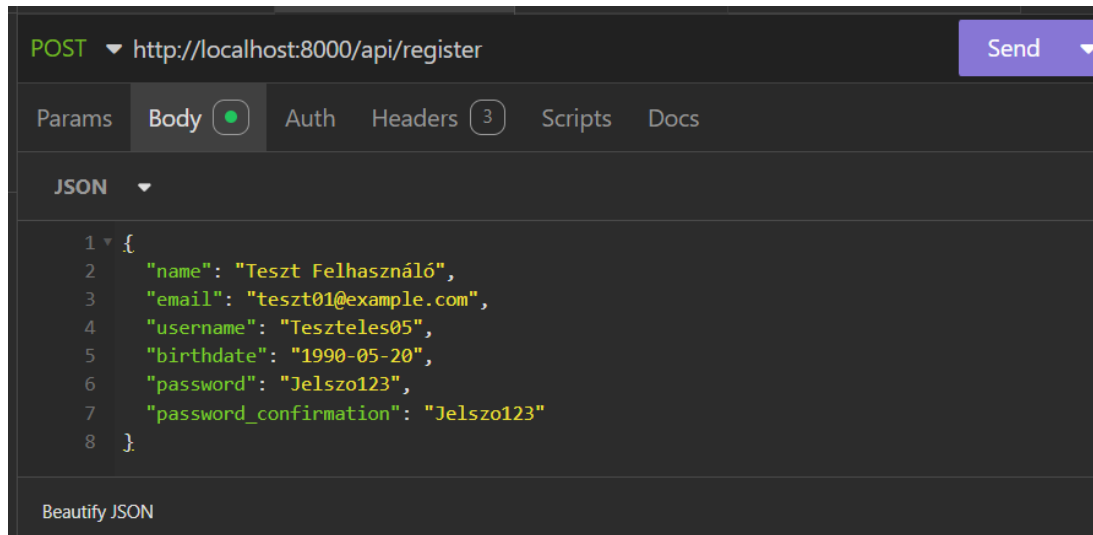 POST http://localhost:8000/api/register Send
Params Body Auth Headers 3 Scripts Docs
JSON
1 {
2 "name": "Teszt Felhasználó",
3 "email": "teszt01@example.com",
4 "username": "Teszteles05",
5 "birthdate": "1990-05-20",
6 "password": "Jelszo123",
7 "password_confirmation": "Jelszo123"
8 }
Beautify JSON